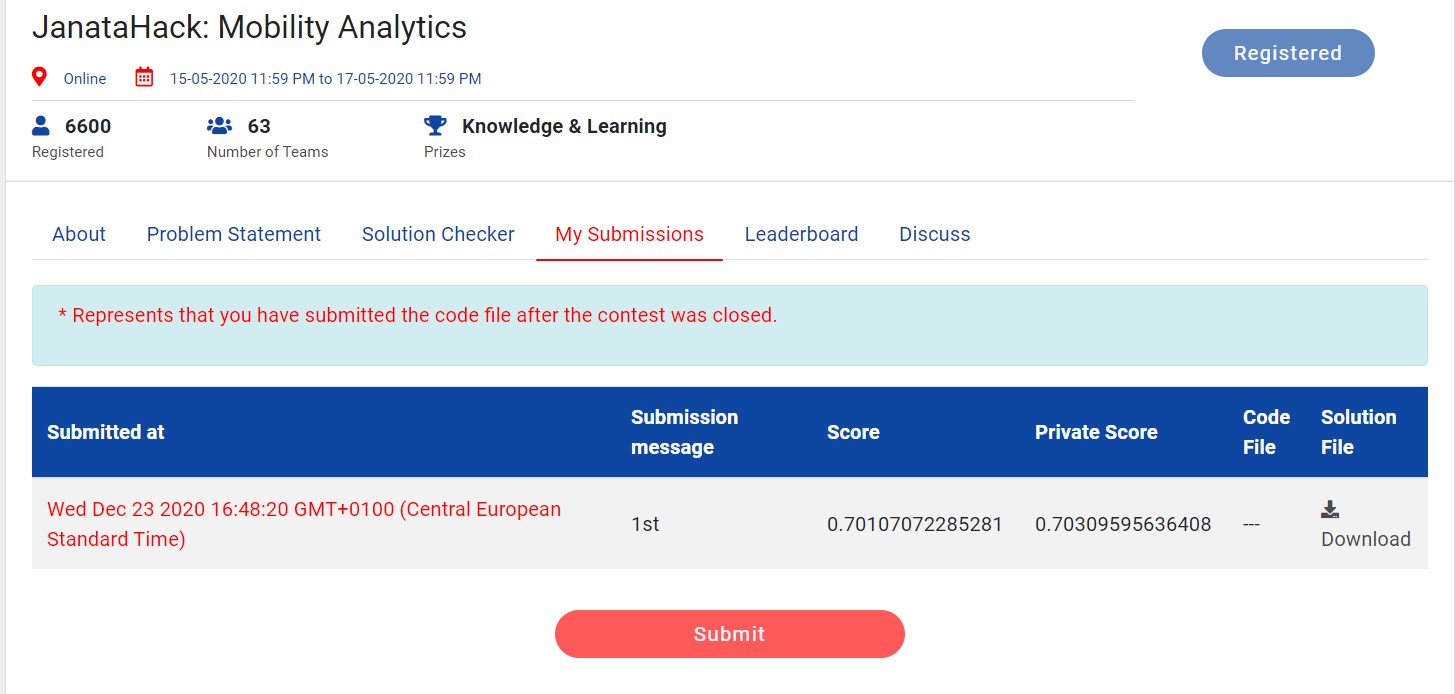 JanataHack: Mobility Analytics
Registered
Online 15-05-2020 11:59 PM to 17-05-2020 11:59 PM
6600 63 Knowledge & Learning
Registered Number of Teams Prizes
About Problem Statement Solution Checker My Submissions Leaderboard Discuss
* Represents that you have submitted the code file after the contest was closed.
Submitted at Submission message Score Private Score Code File Solution File
Wed Dec 23 2020 16:48:20 GMT+0100 (Central European
Standard Time) 1st 0.70107072285281 0.70309595636408 --- Download
Submit